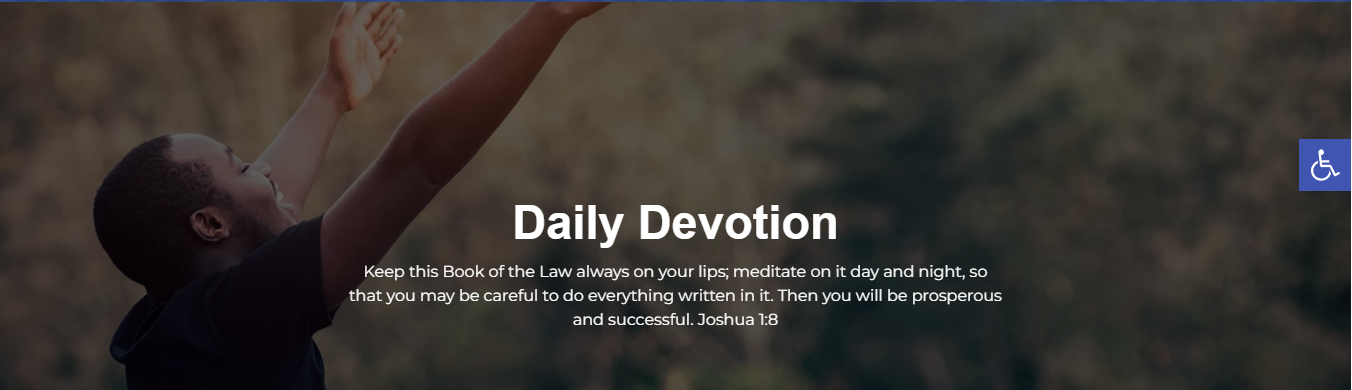 Daily Devotion
Keep this Book of the Law always on your lips; meditate on it day and night, so
that you may be careful to do everything written in it. Then you will be prosperous
and successful. Joshua 1:8